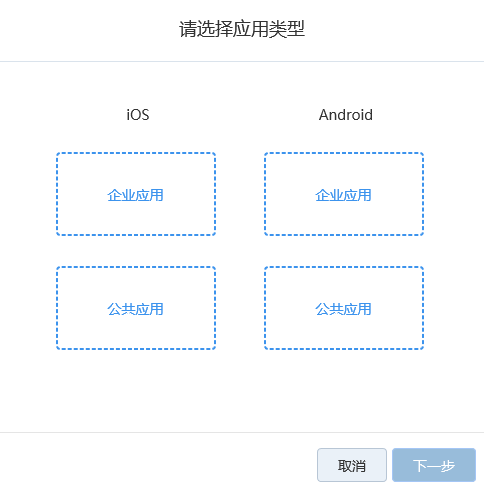 请选择应用类型
iOS
Android
企业应用
企业应用
公共应用
公共应用
取消
下一步